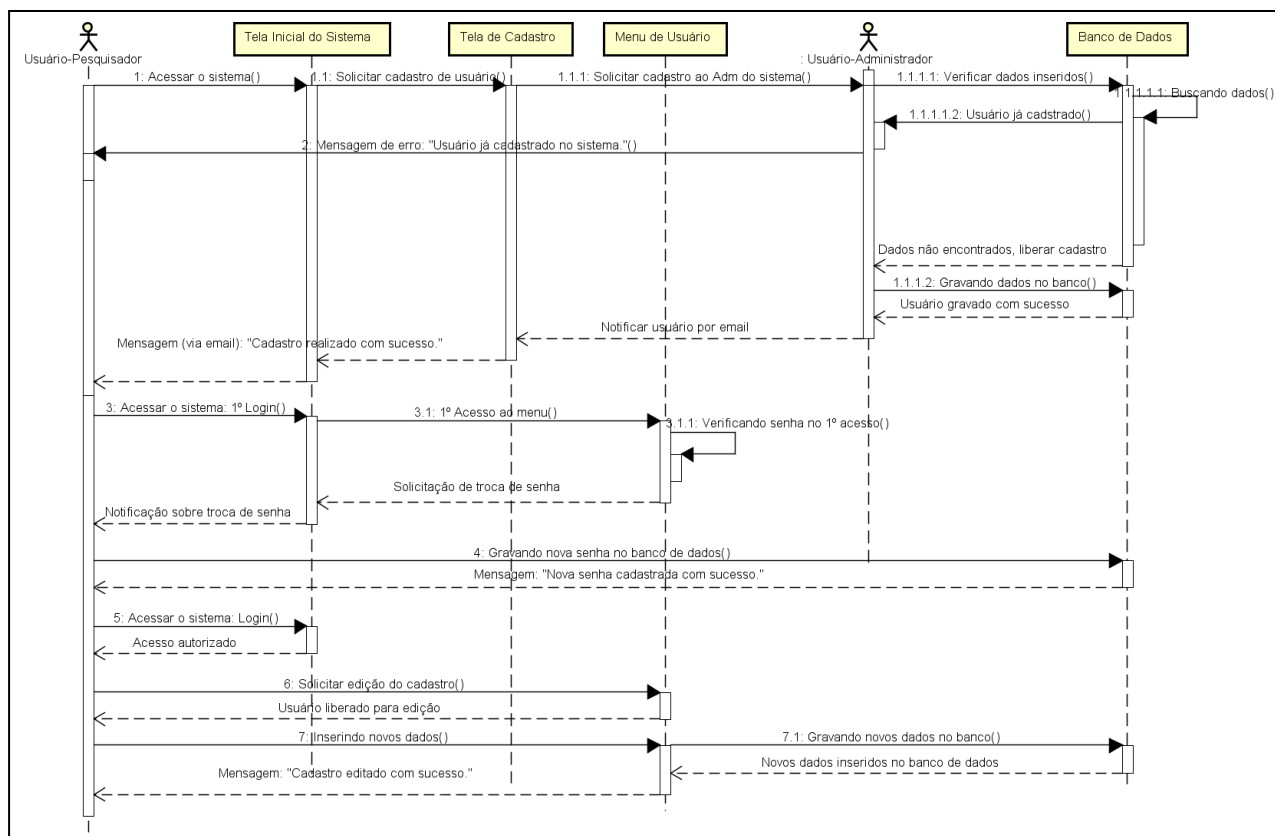 Tela Inicial do Sistema
Tela de Cadastro
Menu de Usuário
Banco de Dados
Usuário-Pesquisador
: Usuário-Administrador
1: Acessar o sistema()
1.1: Solicitar cadastro de usuário()
1.1.1: Solicitar cadastro ao Adm do sistema()
1.1.1.1: Verificar dados inseridos()
1.1.1.1.1: Buscando dados()
1.1.1.1.2: Usuário já cadstrado()
2: Mensagem de erro: "Usuário já cadastrado no sistema."()
Dados não encontrados, liberar cadastro
1.1.1.2: Gravando dados no banco()
Usuário gravado com sucesso
Notificar usuário por email
Mensagem (via email): "Cadastro realizado com sucesso."
3: Acessar o sistema: 1º Login()
3.1: 1º Acesso ao menu()
3.1.1: Verificando senha no 1º acesso()
Solicitação de troca de senha
Notificação sobre troca de senha
4: Gravando nova senha no banco de dados()
Mensagem: "Nova senha cadastrada com sucesso."
5: Acessar o sistema: Login()
Acesso autorizado
6: Solicitar edição do cadastro()
Usuário liberado para edição
7: Inserindo novos dados()
7.1: Gravando novos dados no banco()
Novos dados inseridos no banco de dados
Mensagem: "Cadastro editado com sucesso."